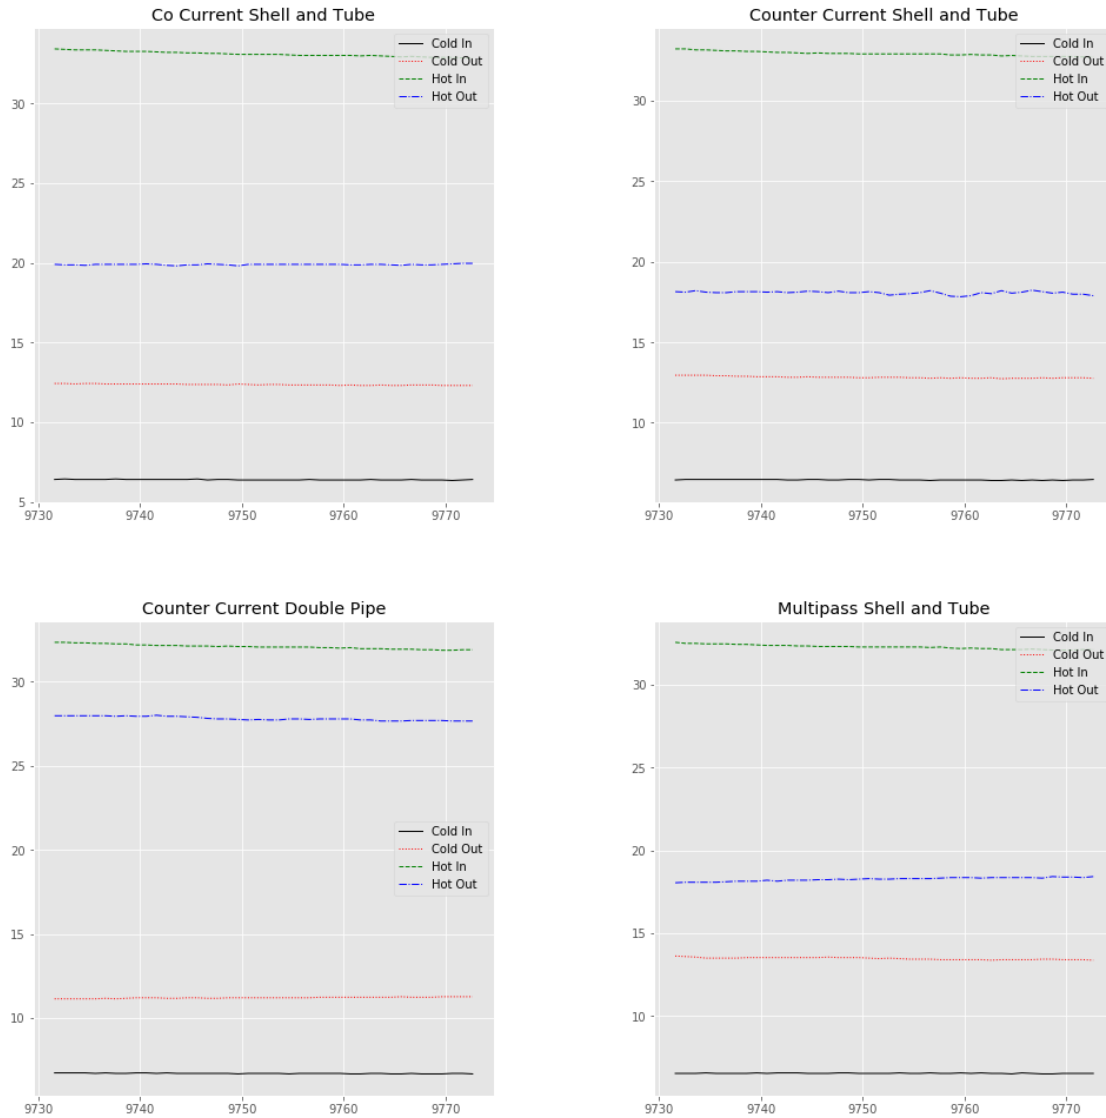 Co Current Shell and Tube
Cold In
Cold Out
Hot In
Hot Out
30
25
20
15
10
5
9730 9740 9750 9760 9770
Counter Current Shell and Tube
Cold In
Cold Out
Hot In
Hot Out
30
25
20
15
10
9730 9740 9750 9760 9770
Counter Current Double Pipe
30
25
20
Cold In
Cold Out
Hot In
Hot Out
15
10
9730 9740 9750 9760 9770
Multipass Shell and Tube
Cold In
Cold Out
Hot In
Hot Out
30
25
20
15
10
9730 9740 9750 9760 9770